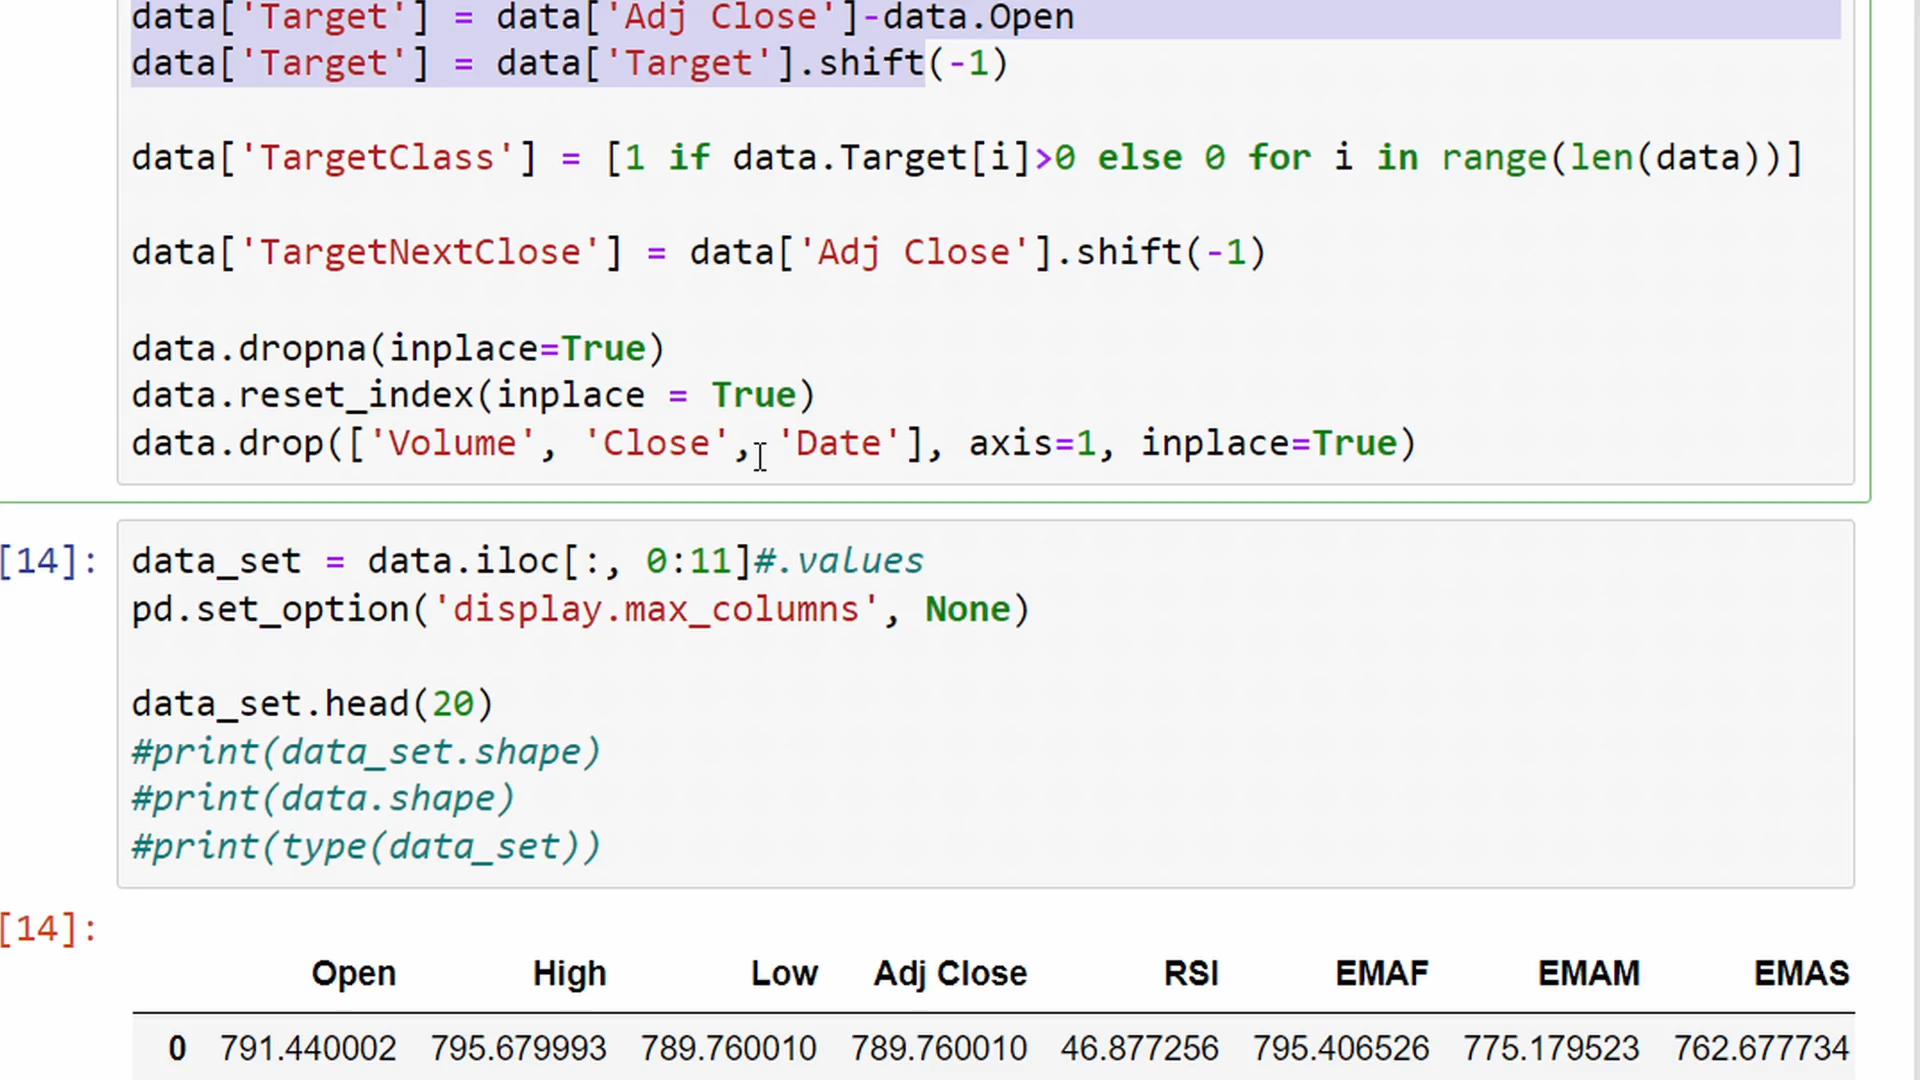 data['Target'] = data['Adj Close']-data.Open
data['Target'] = data['Target'].shift(-1)
data['TargetClass'] = [1 if data.Target[i]>0 else 0 for i in range(len(data))]
data['TargetNextClose'] = data['Adj Close'].shift(-1)
data.dropna(inplace=True)
data.reset_index(inplace = True)
data.drop(['Volume', 'Close', 'Date'], axis=1, inplace=True)
[14]: data_set = data.iloc[:, 0:11]#.values
pd.set_option('display.max_columns', None)
data_set.head(20)
#print(data_set.shape)
#print(data.shape)
#print(type(data_set))
[14]:
Open High Low Adj Close RSI EMAF EMAM EMAS
0 791.440002 795.679993 789.760010 789.760010 46.877256 795.406526 775.179523 762.677734